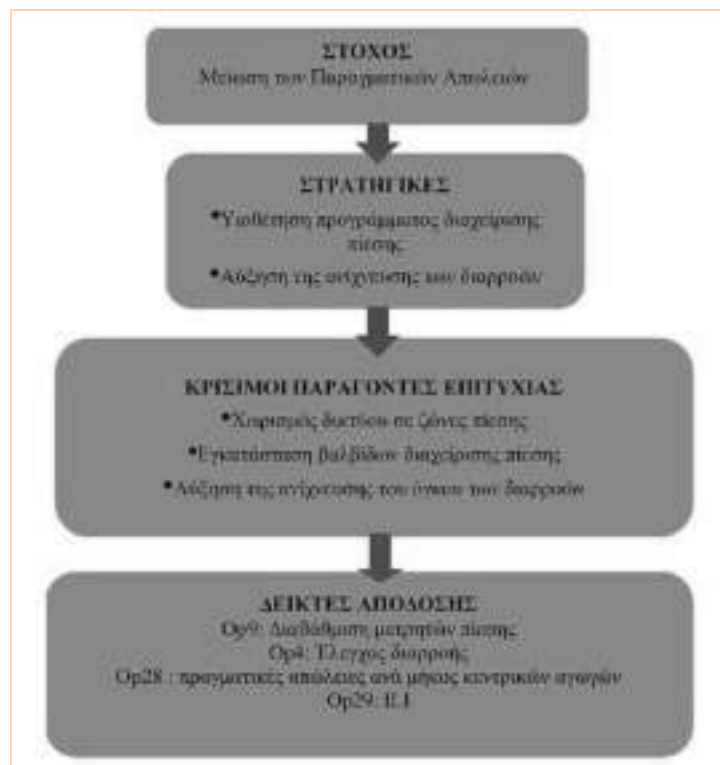 ΣΤΟΧΟΣ
Μείωση των Πραγματικών Απωλειών
ΣΤΡΑΤΗΓΙΚΕΣ
•Υιοθέτηση προγράμματος διαχείρισης
πίεσης
•Αύξηση της ανίχνευσης των διαρροών
ΚΡΙΣΙΜΟΙ ΠΑΡΑΓΟΝΤΕΣ ΕΠΙΤΥΧΙΑΣ
•Χωρισμός δικτύου σε ζώνες πίεσης
•Εγκατάσταση βαλβίδων διαχείρισης πίεσης
•Αύξηση της ανίχνευσης του όγκου των διαρροών
ΔΕΙΚΤΕΣ ΑΠΟΔΟΣΗΣ
Op9: Διαβάθμιση μετρητών πίεσης
Op4: Έλεγχος διαρροής
Op28 : πραγματικές απώλειες ανά μήκος κεντρικών αγωγών
Op29: